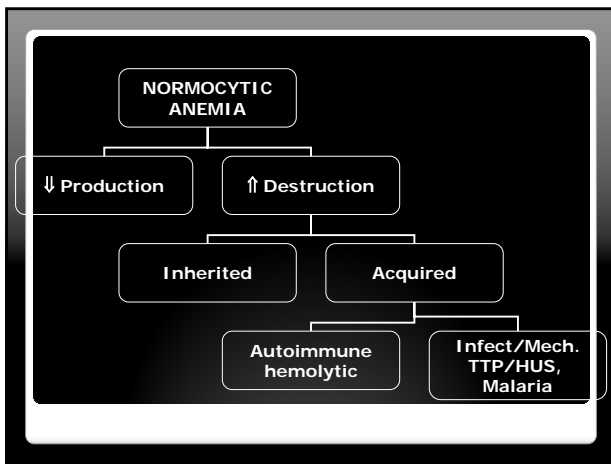 NORMOCYTIC
ANEMIA
⇓ Production
⇑ Destruction
Inherited
Acquired
Autoimmune
hemolytic
Infect/Mech.
TTP/HUS,
Malaria